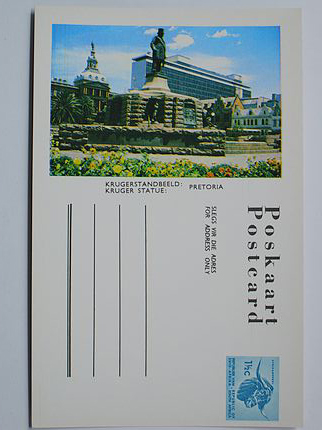 KRUGERSTANDBEELD: PRETORIA
KRUGER STATUE:
Poskaart
Postcard
SLEGS VIR DIE ADRES
FOR ADDRESS ONLY
1½c